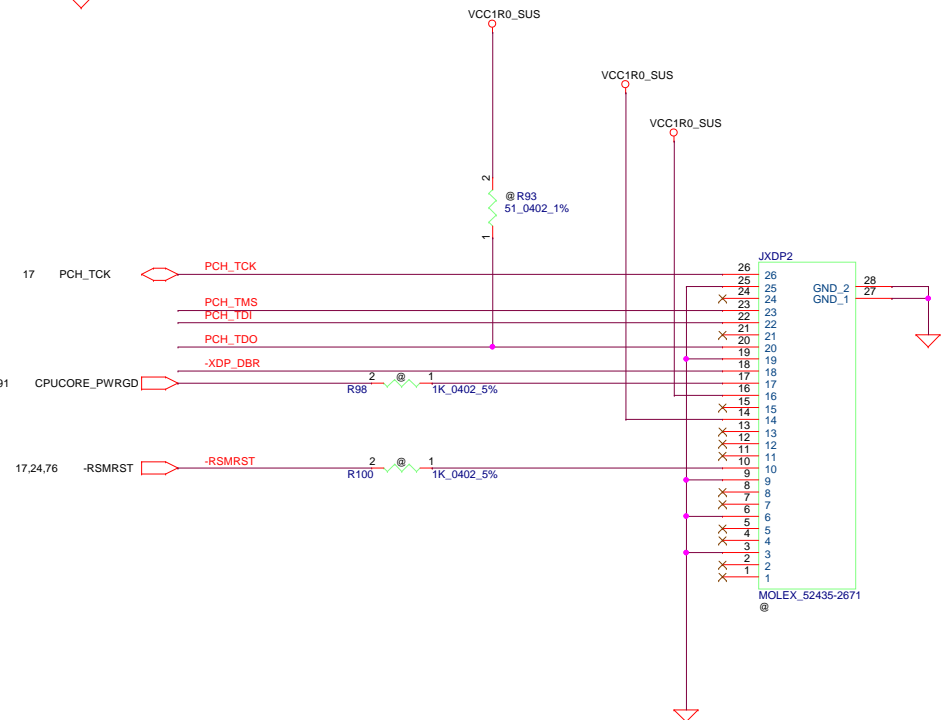 VCC1R0_SUS
VCC1R0_SUS
VCC1R0_SUS
2
@ R93
51_0402_1%
1
JXDP2
17 PCH_TCK PCH_TCK 26 26
25 25
24 24
PCH_TMS 23 23
PCH_TDI 22 22
21 21
PCH_TDO 20 20
19 19
-XDP_DBR 18 18
91 CPUCORE_PWRGD 2 @ 1 17 17
R98 1K_0402_5%
16 16
15 15
14 14
13 13
12 12
11 11
17,24,76 -RSMRST -RSMRST 2 @ 1 10 10
R100 1K_0402_5%
9 9
8 8
7 7
6 6
5 5
4 4
3 3
2 2
1 1
GND_2 28
GND_1 27
MOLEX_52435-2671
@